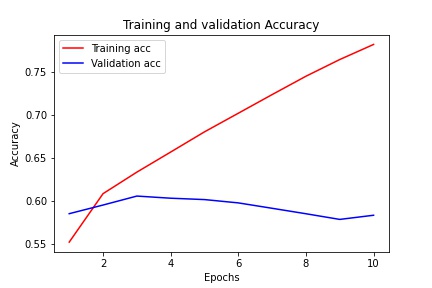 Training and validation Accuracy
Training acc
Validation acc
0.75
0.70
0.65
0.60
0.55
Accuracy
2 4 6 8 10
Epochs